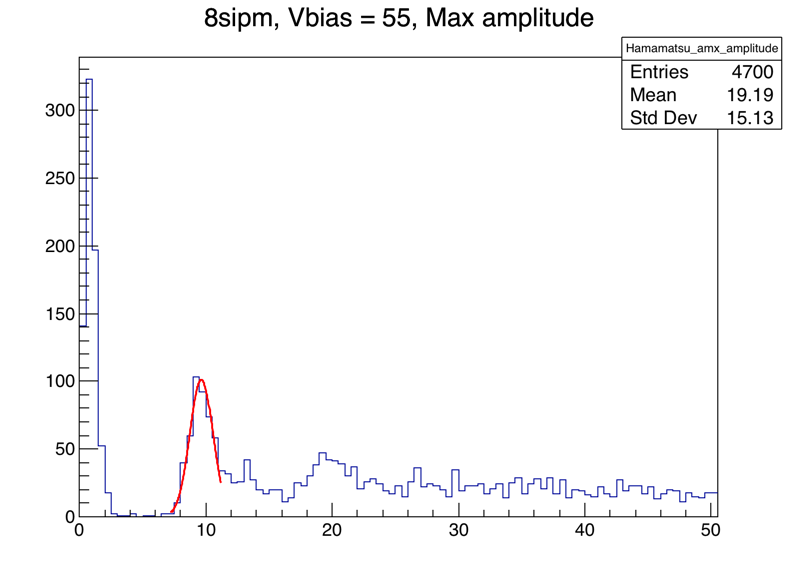 8sipm, Vbias = 55, Max amplitude
Hamamatsu_amx_amplitude
Entries 4700
Mean 19.19
Std Dev 15.13
300
250
200
150
100
50
0
0 10 20 30 40 50